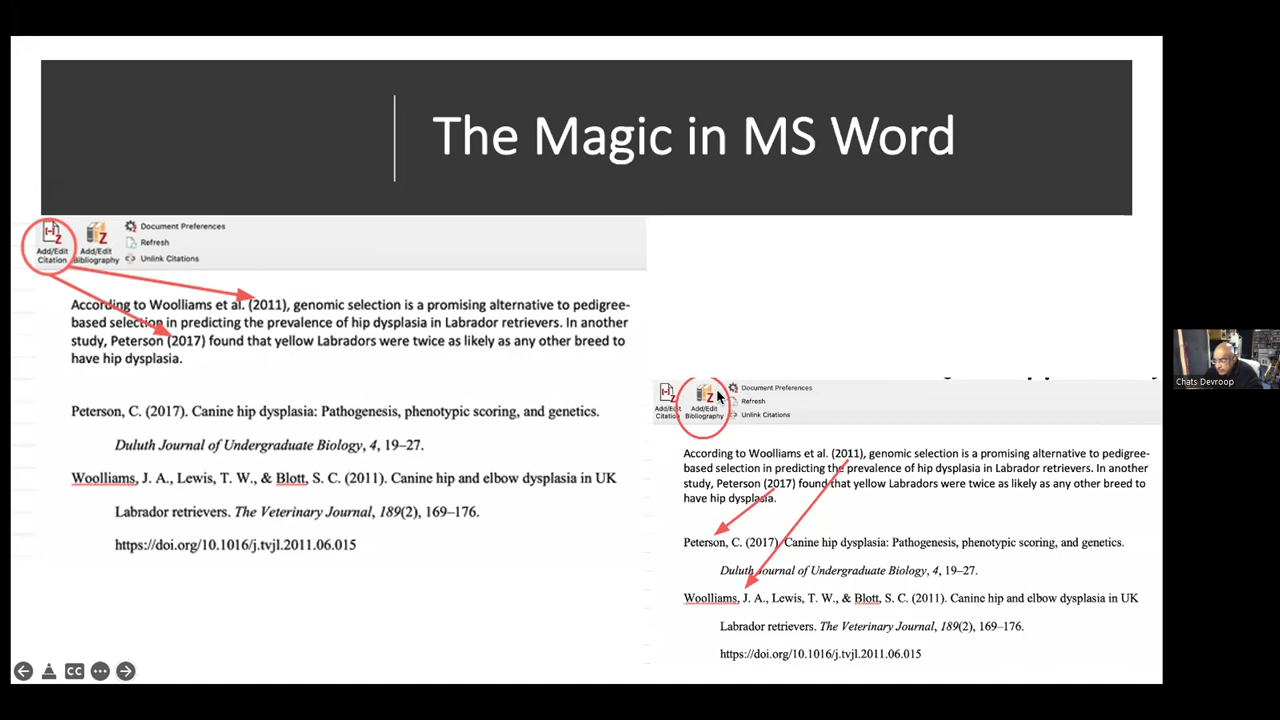 The Magic in MS Word
Add/Edit
Citation
Add/Edit
Bibliography
Document Preferences
Refresh
Unlink Citations
According to Woolliams et al. (2011), genomic selection is a promising alternative to pedigree-
based selection in predicting the prevalence of hip dysplasia in Labrador retrievers. In another
study, Peterson (2017) found that yellow Labradors were twice as likely as any other breed to
have hip dysplasia.
Peterson, C. (2017). Canine hip dysplasia: Pathogenesis, phenotypic scoring, and genetics.
Duluth Journal of Undergraduate Biology, 4, 19–27.
Woolliams, J. A., Lewis, T. W., & Blott, S. C. (2011). Canine hip and elbow dysplasia in UK
Labrador retrievers. The Veterinary Journal, 189(2), 169–176.
https://doi.org/10.1016/j.tvjl.2011.06.015
Add/Edit
Citation
Add/Edit
Bibliography
Document Preferences
Refresh
Unlink Citations
According to Woolliams et al. (2011), genomic selection is a promising alternative to pedigree-
based selection in predicting the prevalence of hip dysplasia in Labrador retrievers. In another
study, Peterson (2017) found that yellow Labradors were twice as likely as any other breed to
have hip dysplasia.
Peterson, C. (2017). Canine hip dysplasia: Pathogenesis, phenotypic scoring, and genetics.
Duluth Journal of Undergraduate Biology, 4, 19–27.
Woolliams, J. A., Lewis, T. W., & Blott, S. C. (2011). Canine hip and elbow dysplasia in UK
Labrador retrievers. The Veterinary Journal, 189(2), 169–176.
https://doi.org/10.1016/j.tvjl.2011.06.015
Chats Devroop
CC